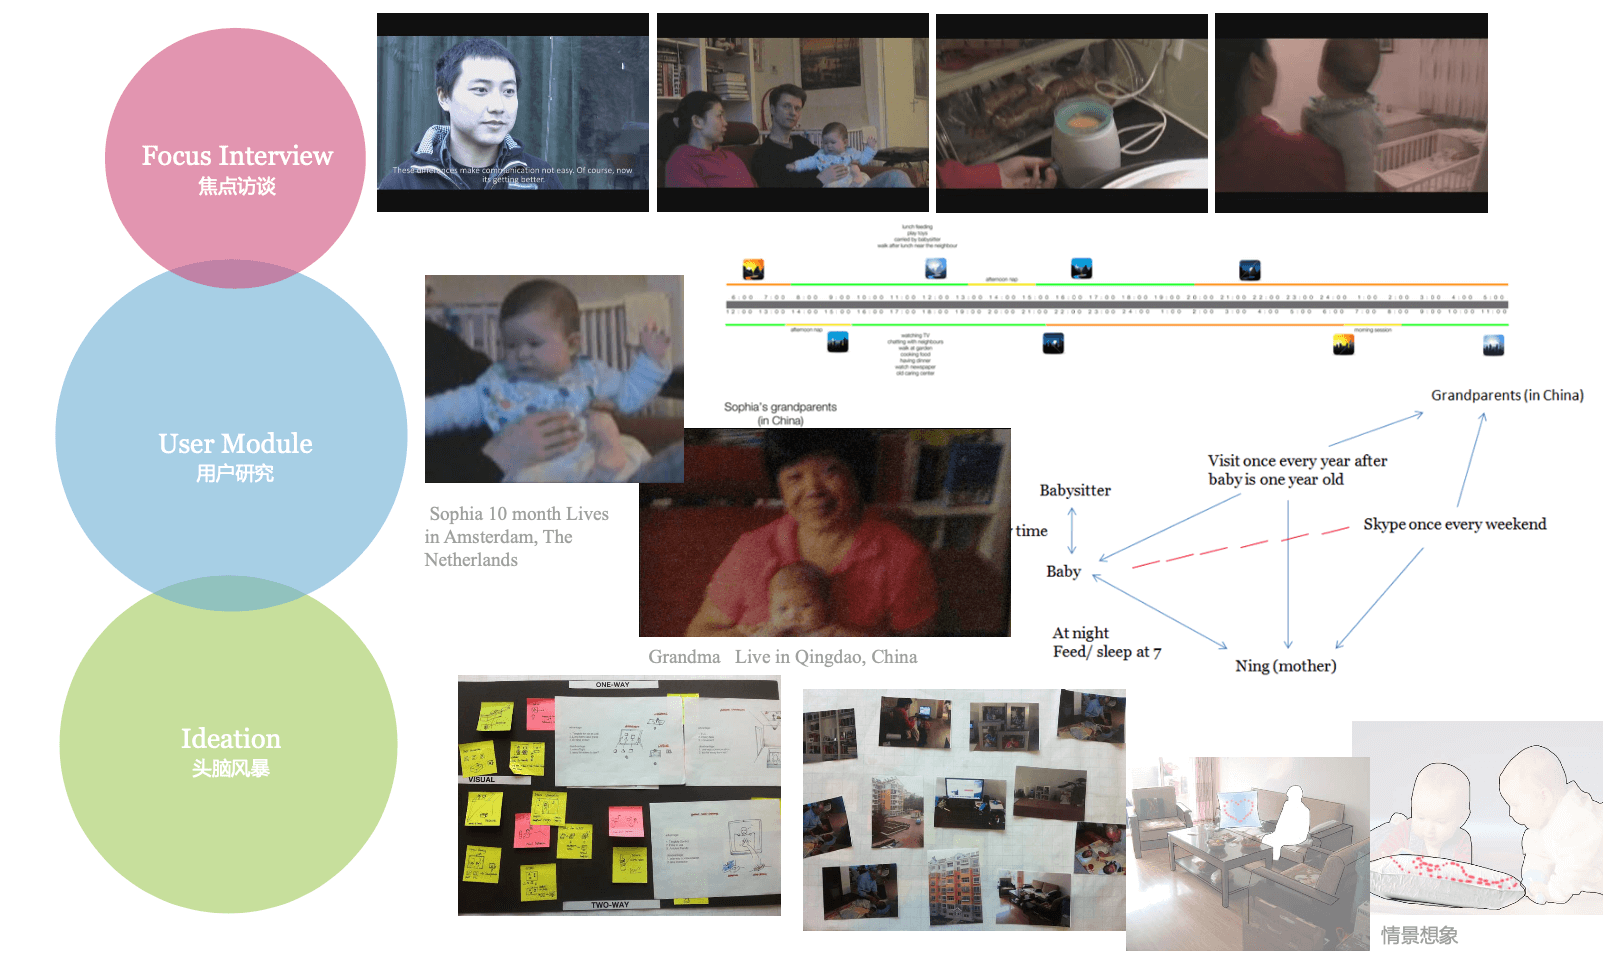 Focus Interview
焦点访谈
These differences make communication not easy. Of course, now
its getting better.
lunch feeding
play toys
carried by babysitter
walk after lunch near the neighbour
afternoon nap
6:00 7:00 8:00 9:00 10:00 11:00 12:00 13:00 14:00 15:00 16:00 17:00 18:00 19:00 20:00 21:00 22:00 23:00 24:00 1:00 2:00 3:00 4:00 5:00
12:00 13:00 14:00 15:00 16:00 17:00 18:00 19:00 20:00 21:00 22:00 23:00 24:00 1:00 2:00 3:00 4:00 5:00 6:00 7:00 8:00 9:00 10:00 11:00
afternoon nap
morning session
watching TV
chatting with neighbours
walk at garden
cooking food
having dinner
watch newspaper
old caring center
User Module
用户研究
Sophia's grandparents
(in China)
Sophia 10 month Lives
in Amsterdam, The
Netherlands
Grandma Live in Qingdao, China
Grandparents (in China)
Visit once every year after
baby is one year old
Babysitter
time
Skype once every weekend
Baby
At night
Feed/ sleep at 7
Ning (mother)
Ideation
头脑风暴
ONE-WAY
VISUAL
TWO-WAY
情景想象